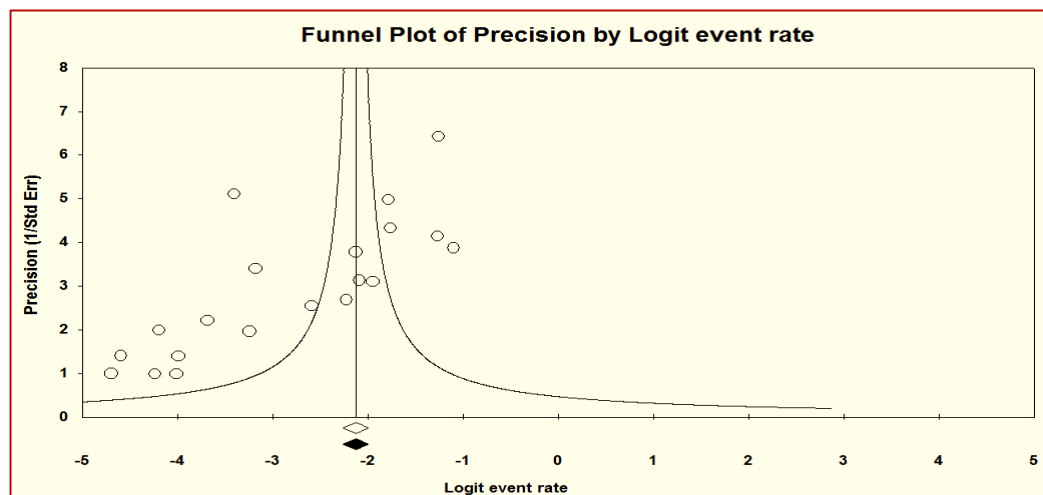 Funnel Plot of Precision by Logit event rate
8
7
6
5
4
3
2
1
0
Precision (1/Std Err)
-5 -4 -3 -2 -1 0 1 2 3 4 5
Logit event rate